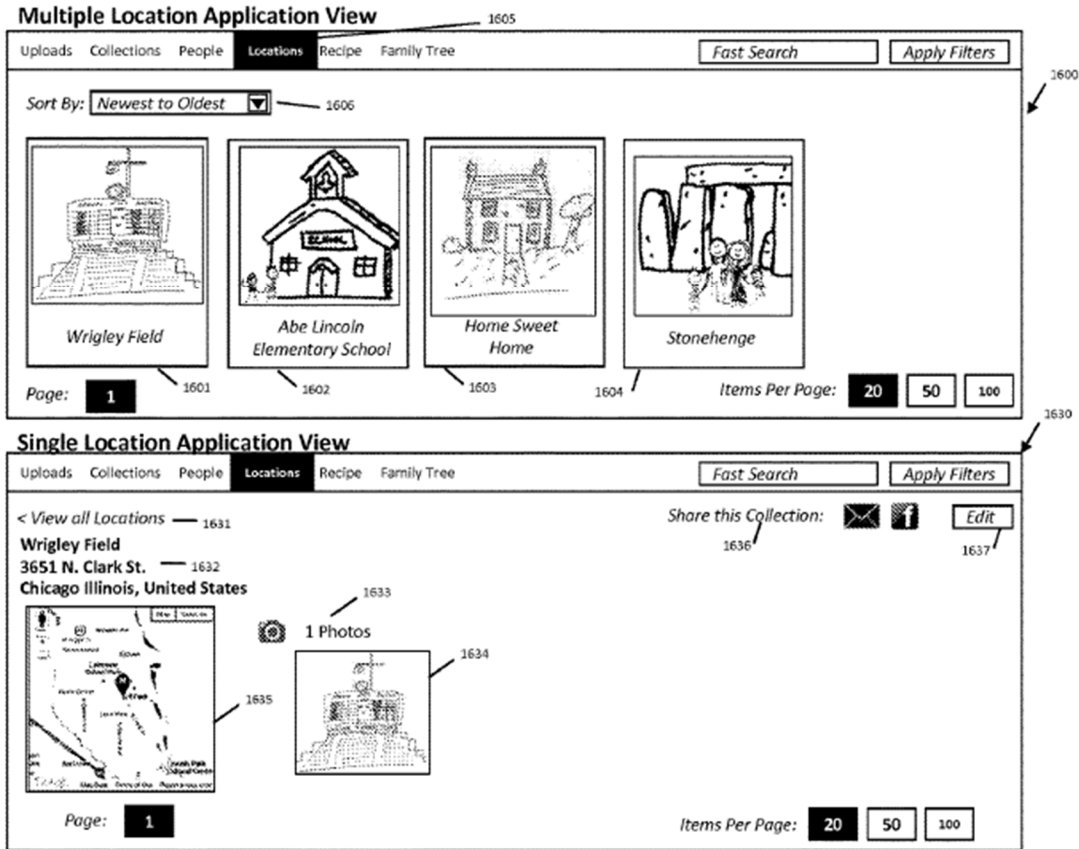 Multiple Location Application View
1605
Uploads Collections People Locations Recipe Family Tree Fast Search Apply Filters
1600
Sort By: Newest to Oldest 1606
SCHOOL
Wrigley Field
Abe Lincoln
Elementary School
Home Sweet
Home
Stonehenge
1601 1602 1603 1604
Page: 1 Items Per Page: 20 50 100
1630
Single Location Application View
Uploads Collections People Locations Recipe Family Tree Fast Search Apply Filters
< View all Locations 1631 Share this Collection: f Edit
1636 1637
Wrigley Field
3651 N. Clark St. 1632
Chicago Illinois, United States
1633
1 Photos
1634
1635
Page: 1 Items Per Page: 20 50 100